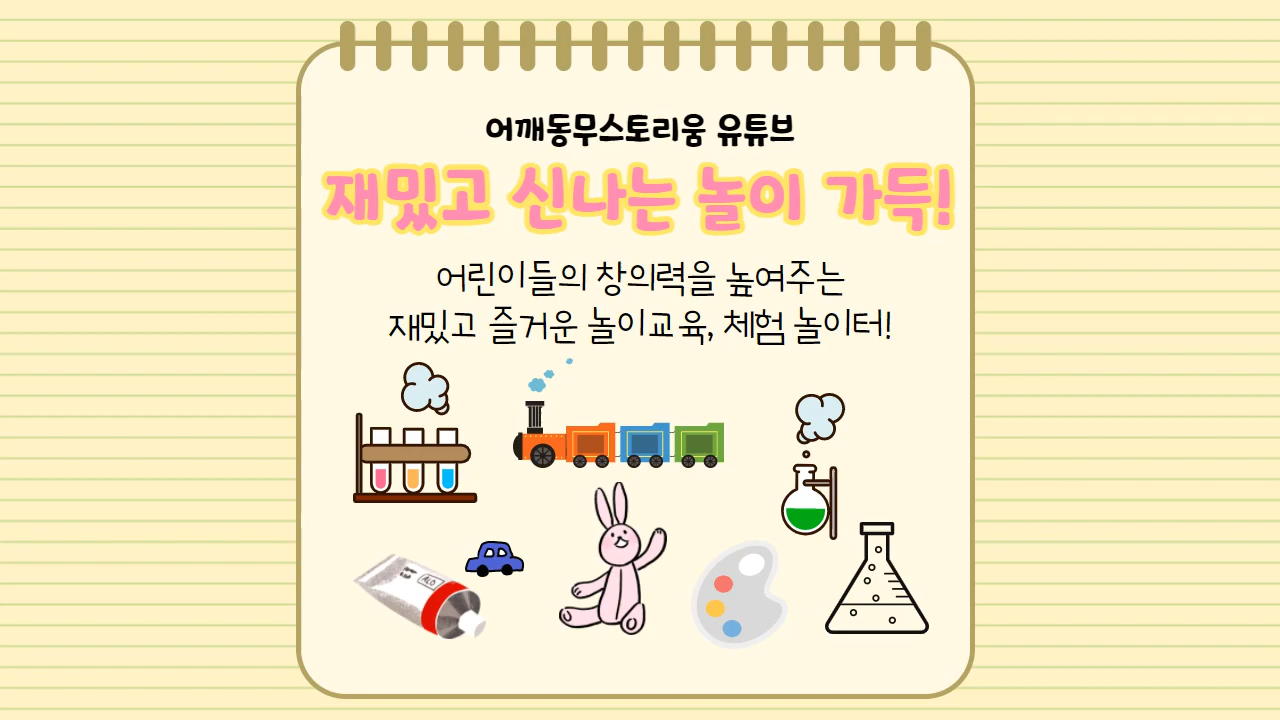 어깨동무스토리움 유튜브
재밌고 신나는 놀이 가득!
어린이들의 창의력을 높여주는
재밌고 즐거운 놀이교육, 체험 놀이터!